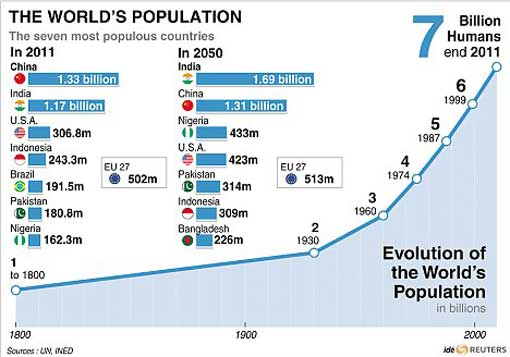 THE WORLD'S POPULATION
The seven most populous countries
In 2011
China
1.33 billion
India
1.17 billion
U.S.A.
306.8m
Indonesia
243.3m
Brazil
191.5m
Pakistan
180.8m
Nigeria
162.3m
EU 27
502m
In 2050
India
1.69 billion
China
1.31 billion
Nigeria
433m
U.S.A.
423m
Pakistan
314m
Indonesia
309m
Bangladesh
226m
EU 27
513m
7 Billion
Humans
end 2011
6
1999
5
1987
4
1974
3
1960
2
1930
1
to 1800
Evolution of
the World's
Population
in billions
1800
1900
2000
Sources : UN, INED
idé REUTERS